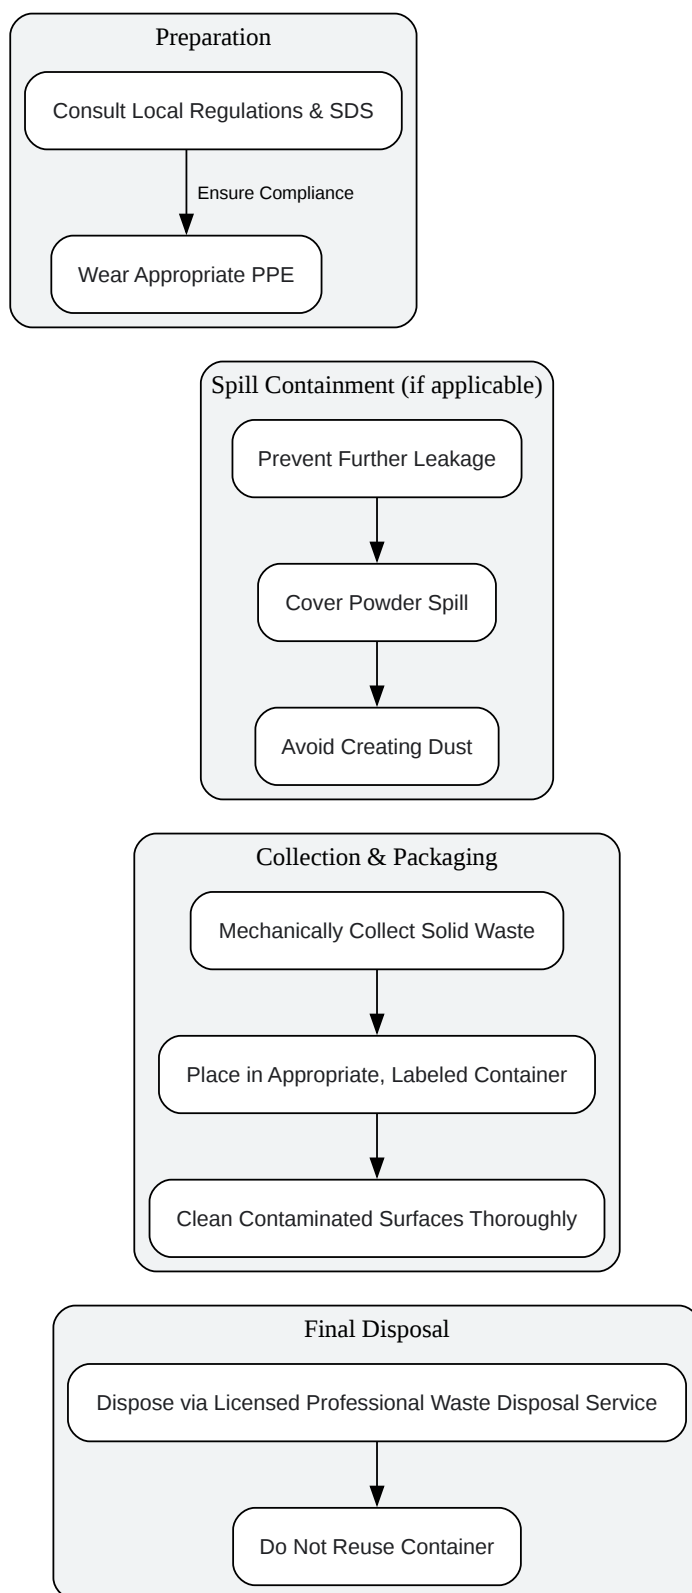 Preparation
Consult Local Regulations & SDS
Ensure Compliance
Wear Appropriate PPE
Spill Containment (if applicable)
Prevent Further Leakage
Cover Powder Spill
Avoid Creating Dust
Collection & Packaging
Mechanically Collect Solid Waste
Place in Appropriate, Labeled Container
Clean Contaminated Surfaces Thoroughly
Final Disposal
Dispose via Licensed Professional Waste Disposal Service
Do Not Reuse Container